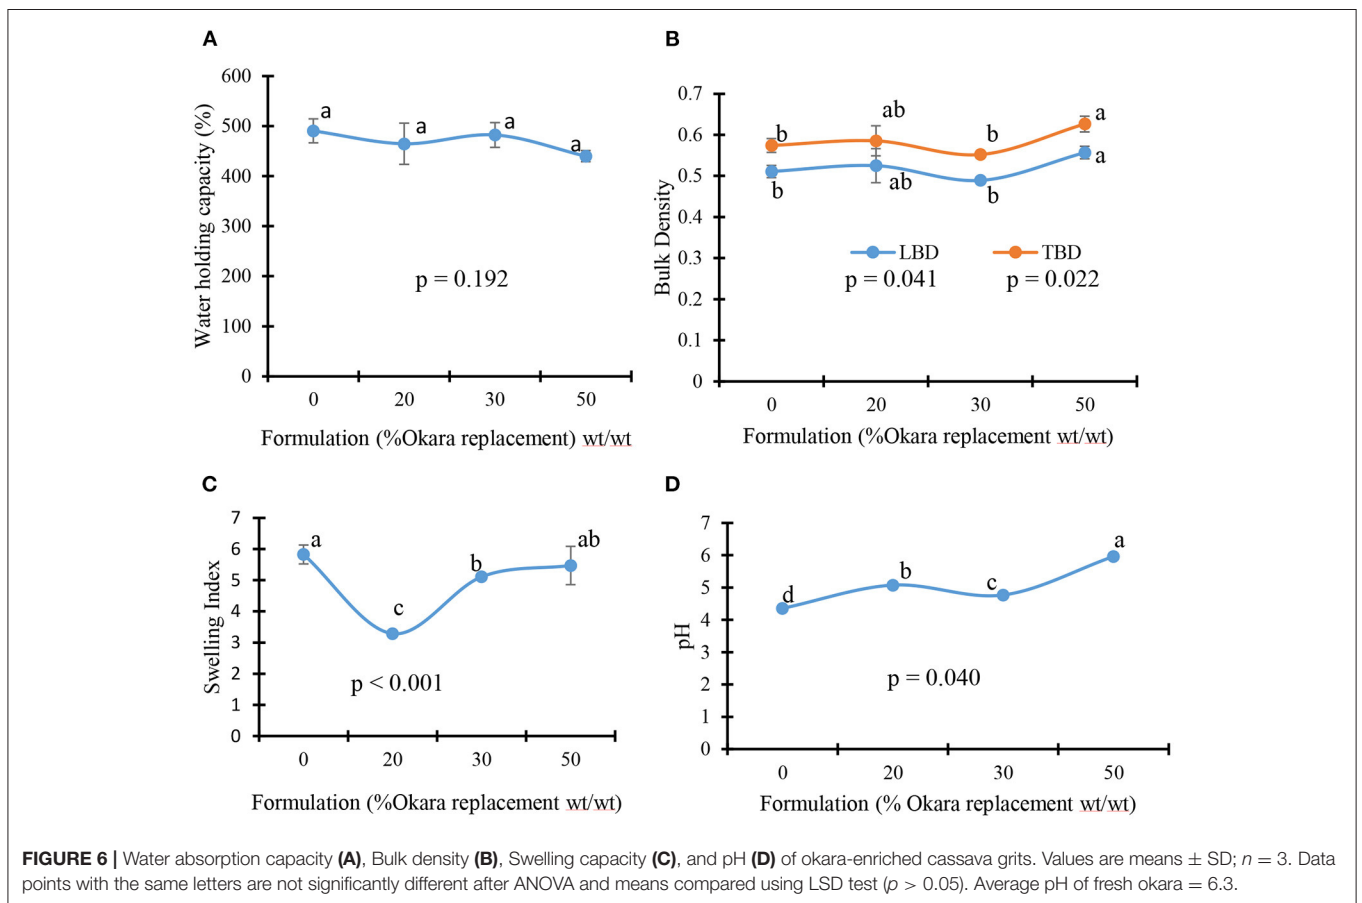 A
600
500
400
300
200
100
0
Water holding capacity (%)
a
a
a
a
p = 0.192
0 20 30 50
Formulation (%Okara replacement) wt/wt
B
0.7
0.6
0.5
0.4
0.3
0.2
0.1
0
Bulk Density
b
ab
b
a
b
ab
b
a
LBD TBD
p = 0.041 p = 0.022
0 20 30 50
Formulation (%Okara replacement wt/wt)
C
7
6
5
4
3
2
1
0
Swelling Index
a
c
b
ab
p < 0.001
0 20 30 50
Formulation (%Okara replacement wt/wt)
D
7
6
5
4
3
2
1
0
pH
d
b
c
a
p = 0.040
0 20 30 50
Formulation (% Okara replacement wt/wt)
FIGURE 6 | Water absorption capacity (A), Bulk density (B), Swelling capacity (C), and pH (D) of okara-enriched cassava grits. Values are means ± SD; n = 3. Data
points with the same letters are not significantly different after ANOVA and means compared using LSD test (p > 0.05). Average pH of fresh okara = 6.3.